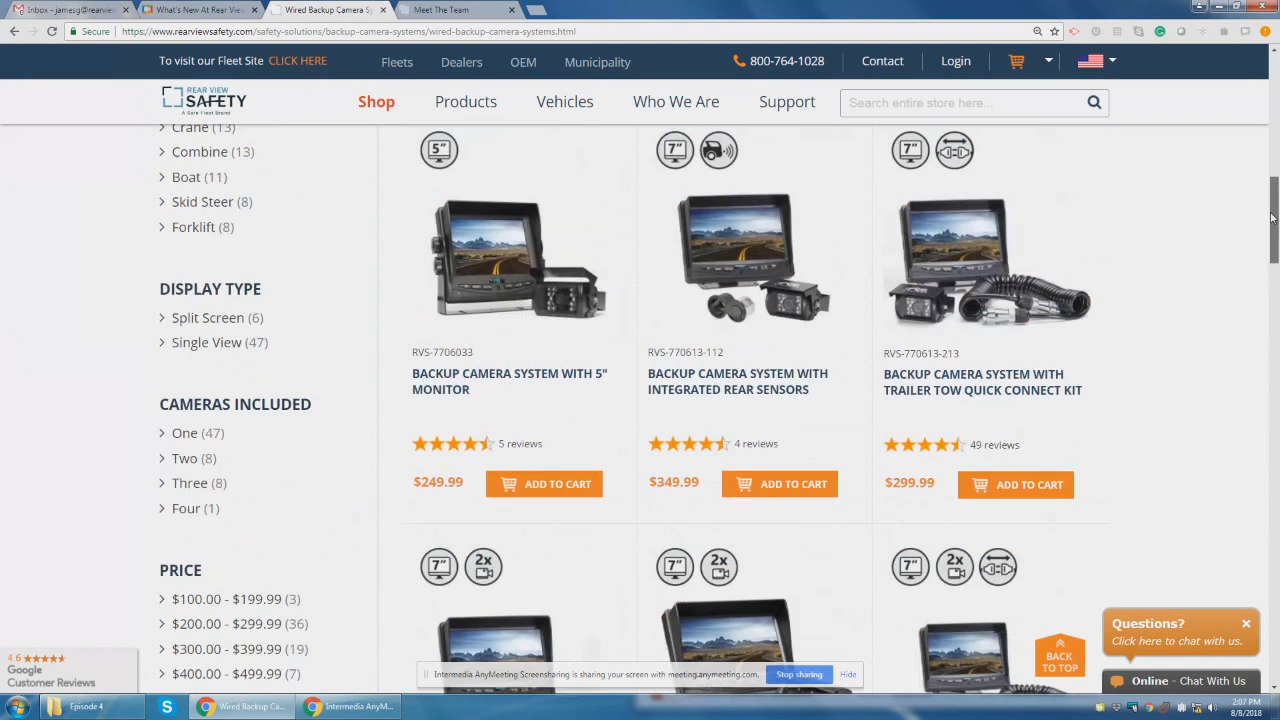 Inbox - jamesg@rearview
What's New At Rear View
Wired Backup Camera Sy
Meet The Team
Secure
https://www.rearviewsafety.com/safety-solutions/backup-camera-systems/wired-backup-camera-systems.html
To visit our Fleet Site CLICK HERE
Fleets
Dealers
OEM
Municipality
800-764-1028
Contact
Login
REAR VIEW
SAFETY
A Safe Fleet Brand
Shop
Products
Vehicles
Who We Are
Support
Search entire store here...
Crane (13)
Combine (13)
Boat (11)
Skid Steer (8)
Forklift (8)
DISPLAY TYPE
Split Screen (6)
Single View (47)
CAMERAS INCLUDED
One (47)
Two (8)
Three (8)
Four (1)
PRICE
$100.00 - $199.99 (3)
$200.00 - $299.99 (36)
$300.00 - $399.99 (19)
$400.00 - $499.99 (7)
5"
7"
7"
RVS-7706033
RVS-770613-112
RVS-770613-213
BACKUP CAMERA SYSTEM WITH 5"
MONITOR
BACKUP CAMERA SYSTEM WITH
INTEGRATED REAR SENSORS
BACKUP CAMERA SYSTEM WITH
TRAILER TOW QUICK CONNECT KIT
5 reviews
4 reviews
49 reviews
$249.99
ADD TO CART
$349.99
ADD TO CART
$299.99
ADD TO CART
7"
2x
7"
2x
7"
2x
BACK
TO TOP
Questions?
Click here to chat with us.
Online - Chat With Us
4.6
Google
Customer Reviews
Intermedia AnyMeeting Screensharing is sharing your screen with meeting.anymeeting.com.
Stop sharing
Hide
Episode 4
Wired Backup Ca...
Intermedia AnyM...
2:07 PM
8/8/2018